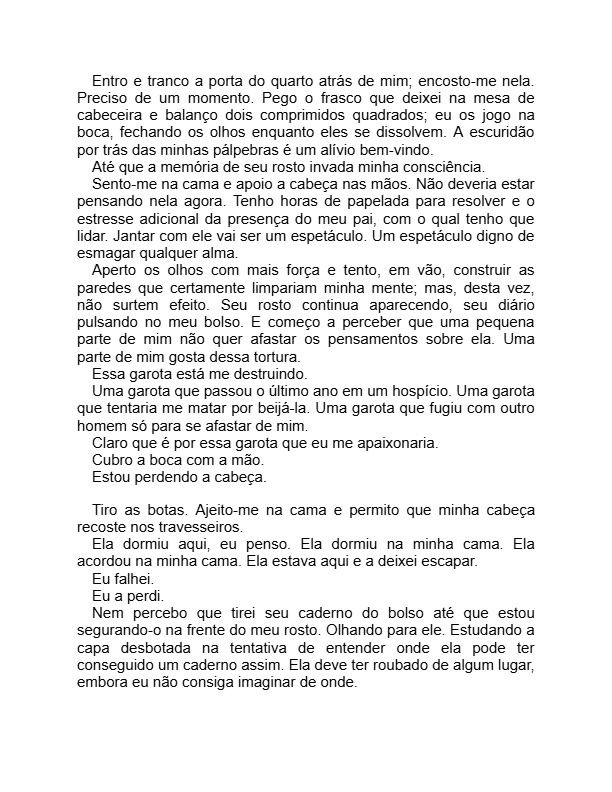 Entro e tranco a porta do quarto atrás de mim; encosto-me nela.
Preciso de um momento. Pego o frasco que deixei na mesa de
cabeceira e balanço dois comprimidos quadrados; eu os jogo na
boca, fechando os olhos enquanto eles se dissolvem. A escuridão
por trás das minhas pálpebras é um alívio bem-vindo.
Até que a memória de seu rosto invada minha consciência.
Sento-me na cama e apoio a cabeça nas mãos. Não deveria estar
pensando nela agora. Tenho horas de papelada para resolver e o
estresse adicional da presença do meu pai, com o qual tenho que
lidar. Jantar com ele vai ser um espetáculo. Um espetáculo digno de
esmagar qualquer alma.
Aperto os olhos com mais força e tento, em vão, construir as
paredes que certamente limpariam minha mente; mas, desta vez,
não surtem efeito. Seu rosto continua aparecendo, seu diário
pulsando no meu bolso. E começo a perceber que uma pequena
parte de mim não quer afastar os pensamentos sobre ela. Uma
parte de mim gosta dessa tortura.
Essa garota está me destruindo.
Uma garota que passou o último ano em um hospício. Uma garota
que tentaria me matar por beijá-la. Uma garota que fugiu com outro
homem só para se afastar de mim.
Claro que é por essa garota que eu me apaixonaria.
Cubro a boca com a mão.
Estou perdendo a cabeça.
Tiro as botas. Ajeito-me na cama e permito que minha cabeça
recoste nos travesseiros.
Ela dormiu aqui, eu penso. Ela dormiu na minha cama. Ela
acordou na minha cama. Ela estava aqui e a deixei escapar.
Eu falhei.
Eu a perdi.
Nem percebo que tirei seu caderno do bolso até que estou
segurando-o na frente do meu rosto. Olhando para ele. Estudando a
capa desbotada na tentativa de entender onde ela pode ter
conseguido um caderno assim. Ela deve ter roubado de algum lugar,
embora eu não consiga imaginar de onde.